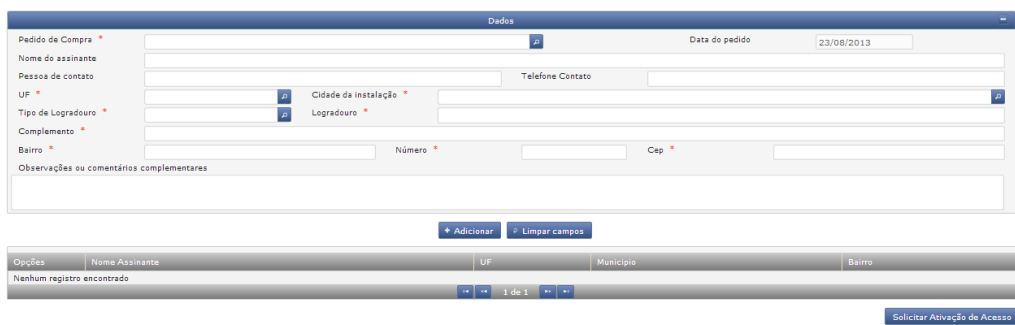 Dados
Pedido de Compra * Data do pedido 23/08/2013
Nome do assinante
Pessoa de contato Telefone Contato
UF * Cidade da instalação *
Tipo de Logradouro * Logradouro *
Complemento *
Bairro * Número * Cep *
Observações ou comentários complementares
+ Adicionar Limpar campos
Opções Nome Assinante UF Município Bairro
Nenhum registro encontrado
1 de 1
Solicitar Ativação de Acesso